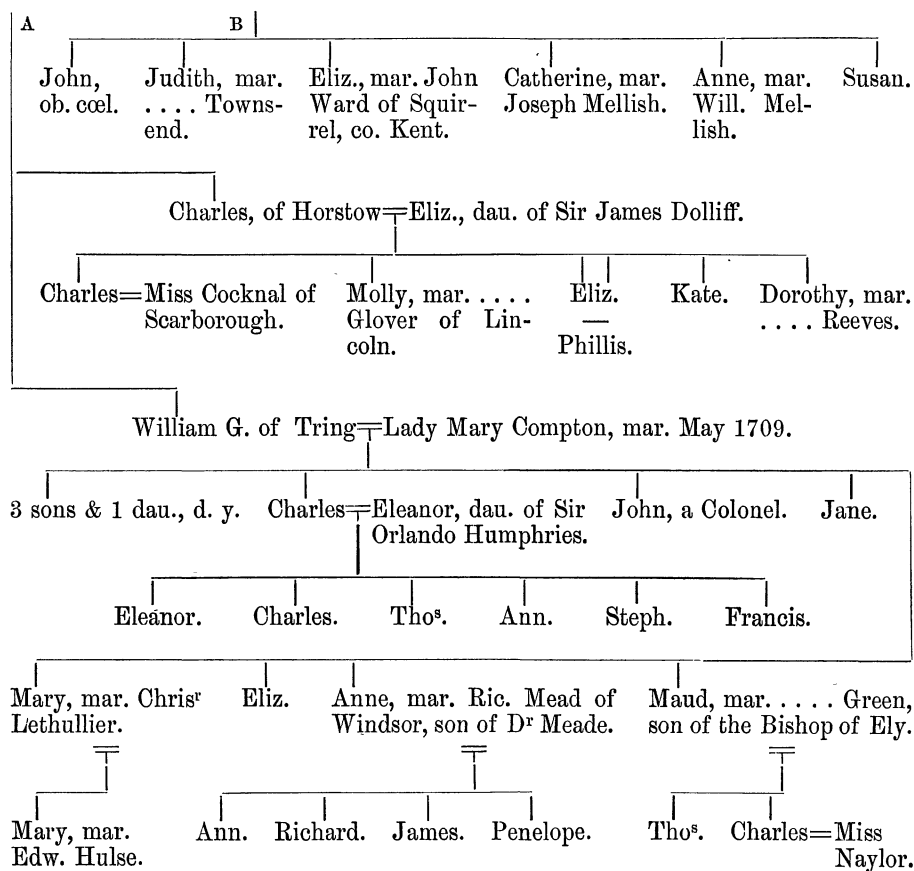 A B
John, Judith, mar. Eliz., mar. John Catherine, mar. Anne, mar. Susan.
ob. cœl. .... Towns- Ward of Squir- Joseph Mellish. Will. Mel-
end. rel, co. Kent. lish.
Charles, of Horstow=Eliz., dau. of Sir James Dolliff.
Charles=Miss Cocknal of Molly, mar. .... Eliz. Kate. Dorothy, mar.
Scarborough. Glover of Lin- — .... Reeves.
coln. Phillis.
William G. of Tring=Lady Mary Compton, mar. May 1709.
3 sons & 1 dau., d. y. Charles=Eleanor, dau. of Sir John, a Colonel. Jane.
Orlando Humphries.
Eleanor. Charles. Thoˢ. Ann. Steph. Francis.
Mary, mar. Chrisʳ Eliz. Anne, mar. Ric. Mead of Maud, mar. .... Green,
Lethullier. Windsor, son of Dʳ Meade. son of the Bishop of Ely.
Mary, mar. Ann. Richard. James. Penelope. Thoˢ. Charles=Miss
Edw. Hulse. Naylor.